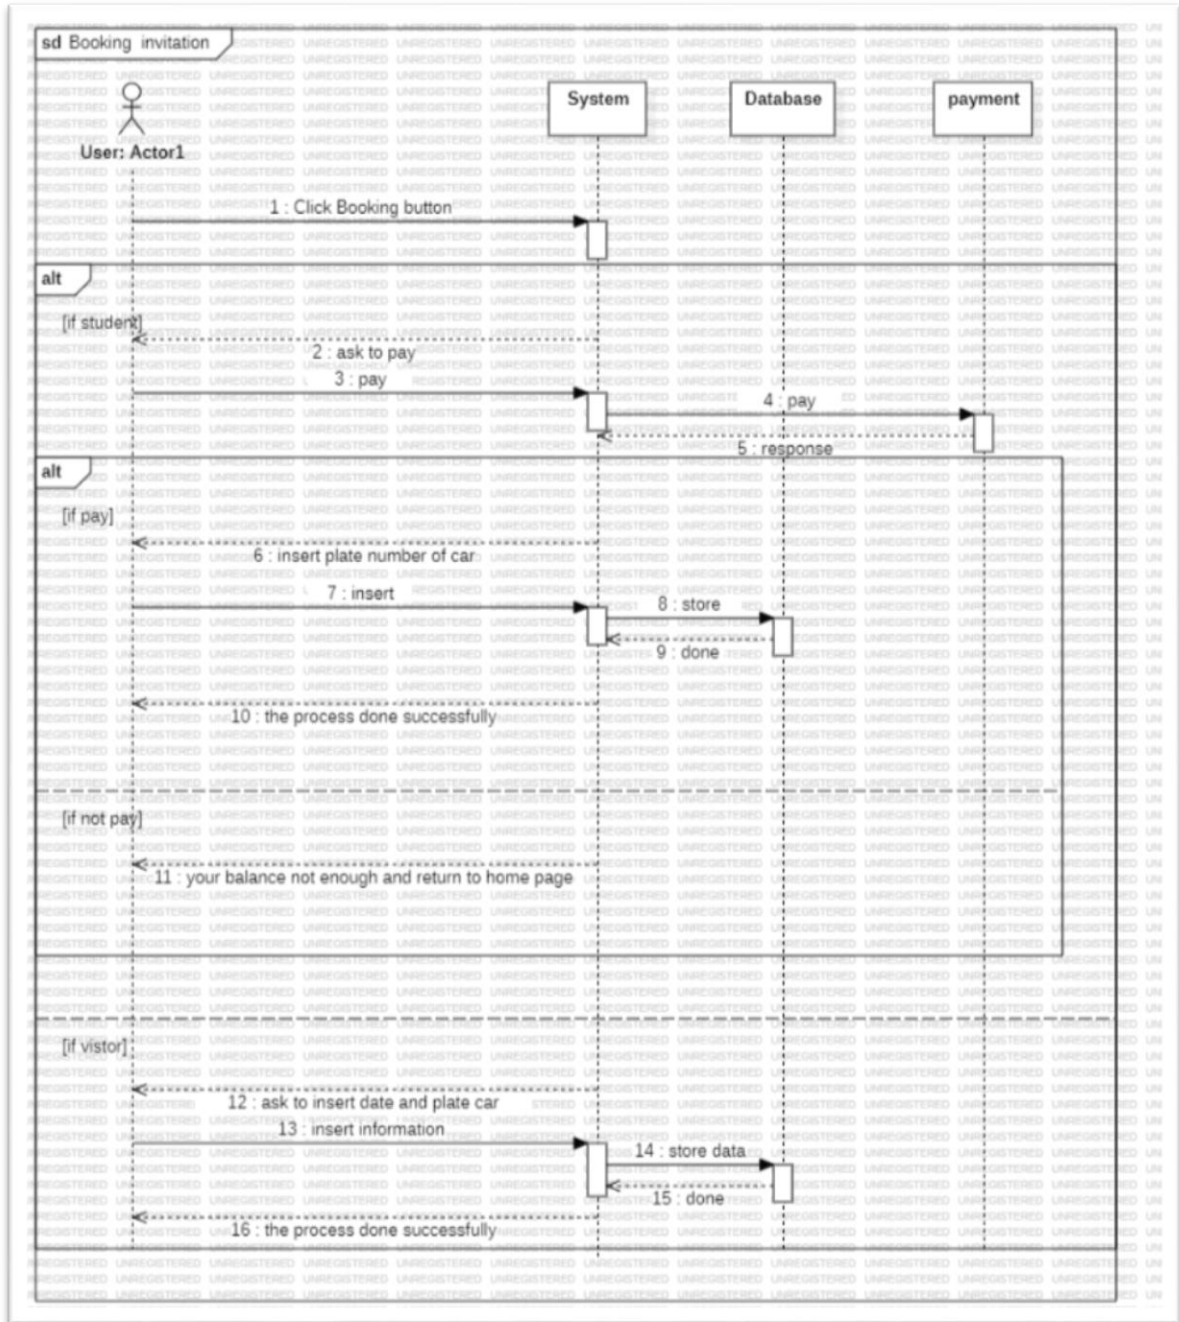 sd Booking invitation
System
Database
payment
User: Actor1
1 : Click Booking button
alt
[if student]
2 : ask to pay
3 : pay
4 : pay
5 : response
alt
[if pay]
6 : insert plate number of car
7 : insert
8 : store
9 : done
10 : the process done successfully
[if not pay]
11 : your balance not enough and return to home page
[if vistor]
12 : ask to insert date and plate car
13 : insert information
14 : store data
15 : done
16 : the process done successfully
UNREGISTERED